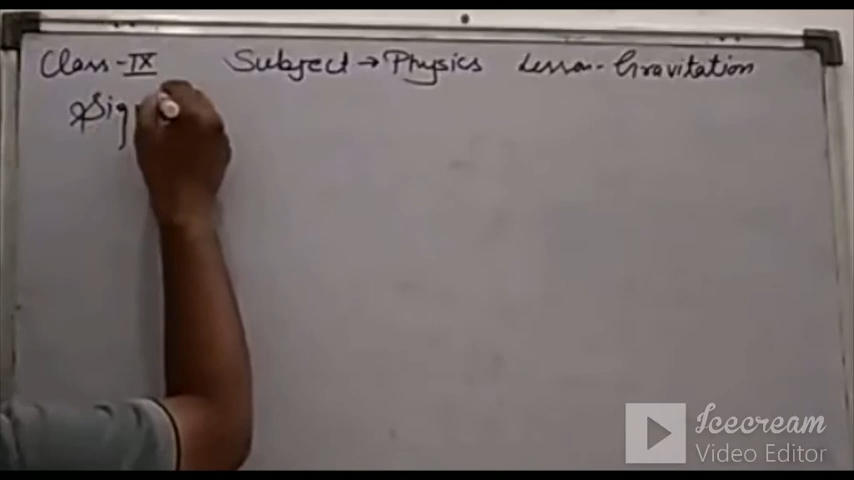 Class-IX Subject → Physics Lesson-Gravitation
Sig
Icecream
Video Editor